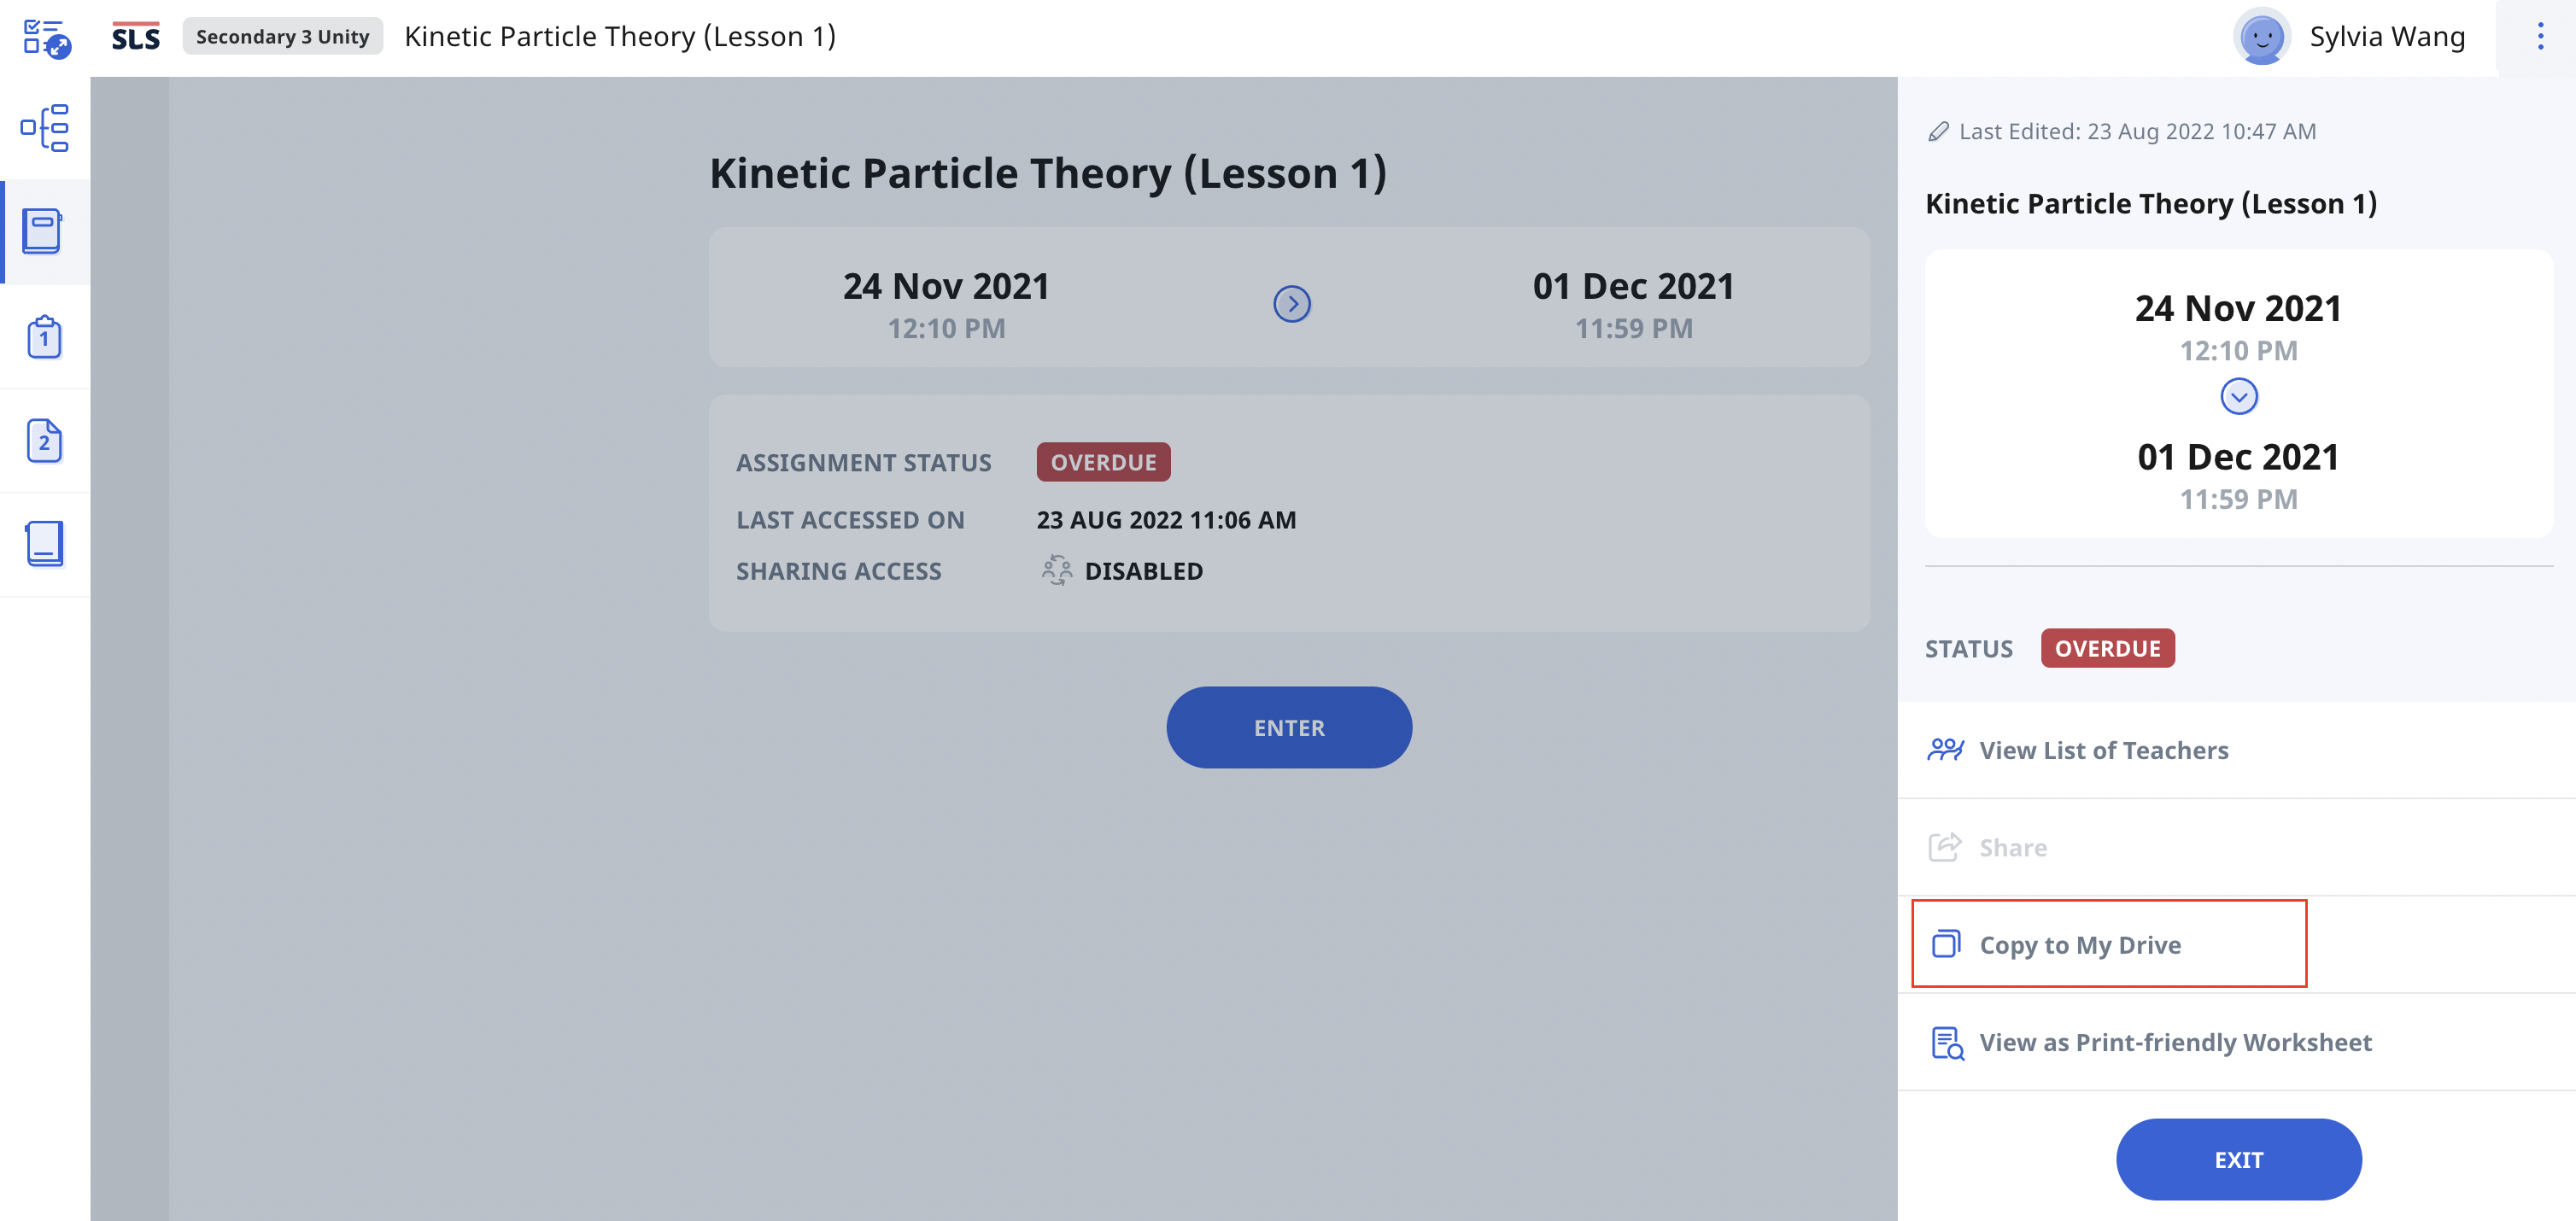 SLS
Secondary 3 Unity
Kinetic Particle Theory (Lesson 1)
Sylvia Wang
1
2
Kinetic Particle Theory (Lesson 1)
24 Nov 2021
12:10 PM
01 Dec 2021
11:59 PM
ASSIGNMENT STATUS OVERDUE
LAST ACCESSED ON 23 AUG 2022 11:06 AM
SHARING ACCESS DISABLED
ENTER
Last Edited: 23 Aug 2022 10:47 AM
Kinetic Particle Theory (Lesson 1)
24 Nov 2021
12:10 PM
01 Dec 2021
11:59 PM
STATUS OVERDUE
View List of Teachers
Share
Copy to My Drive
View as Print-friendly Worksheet
EXIT